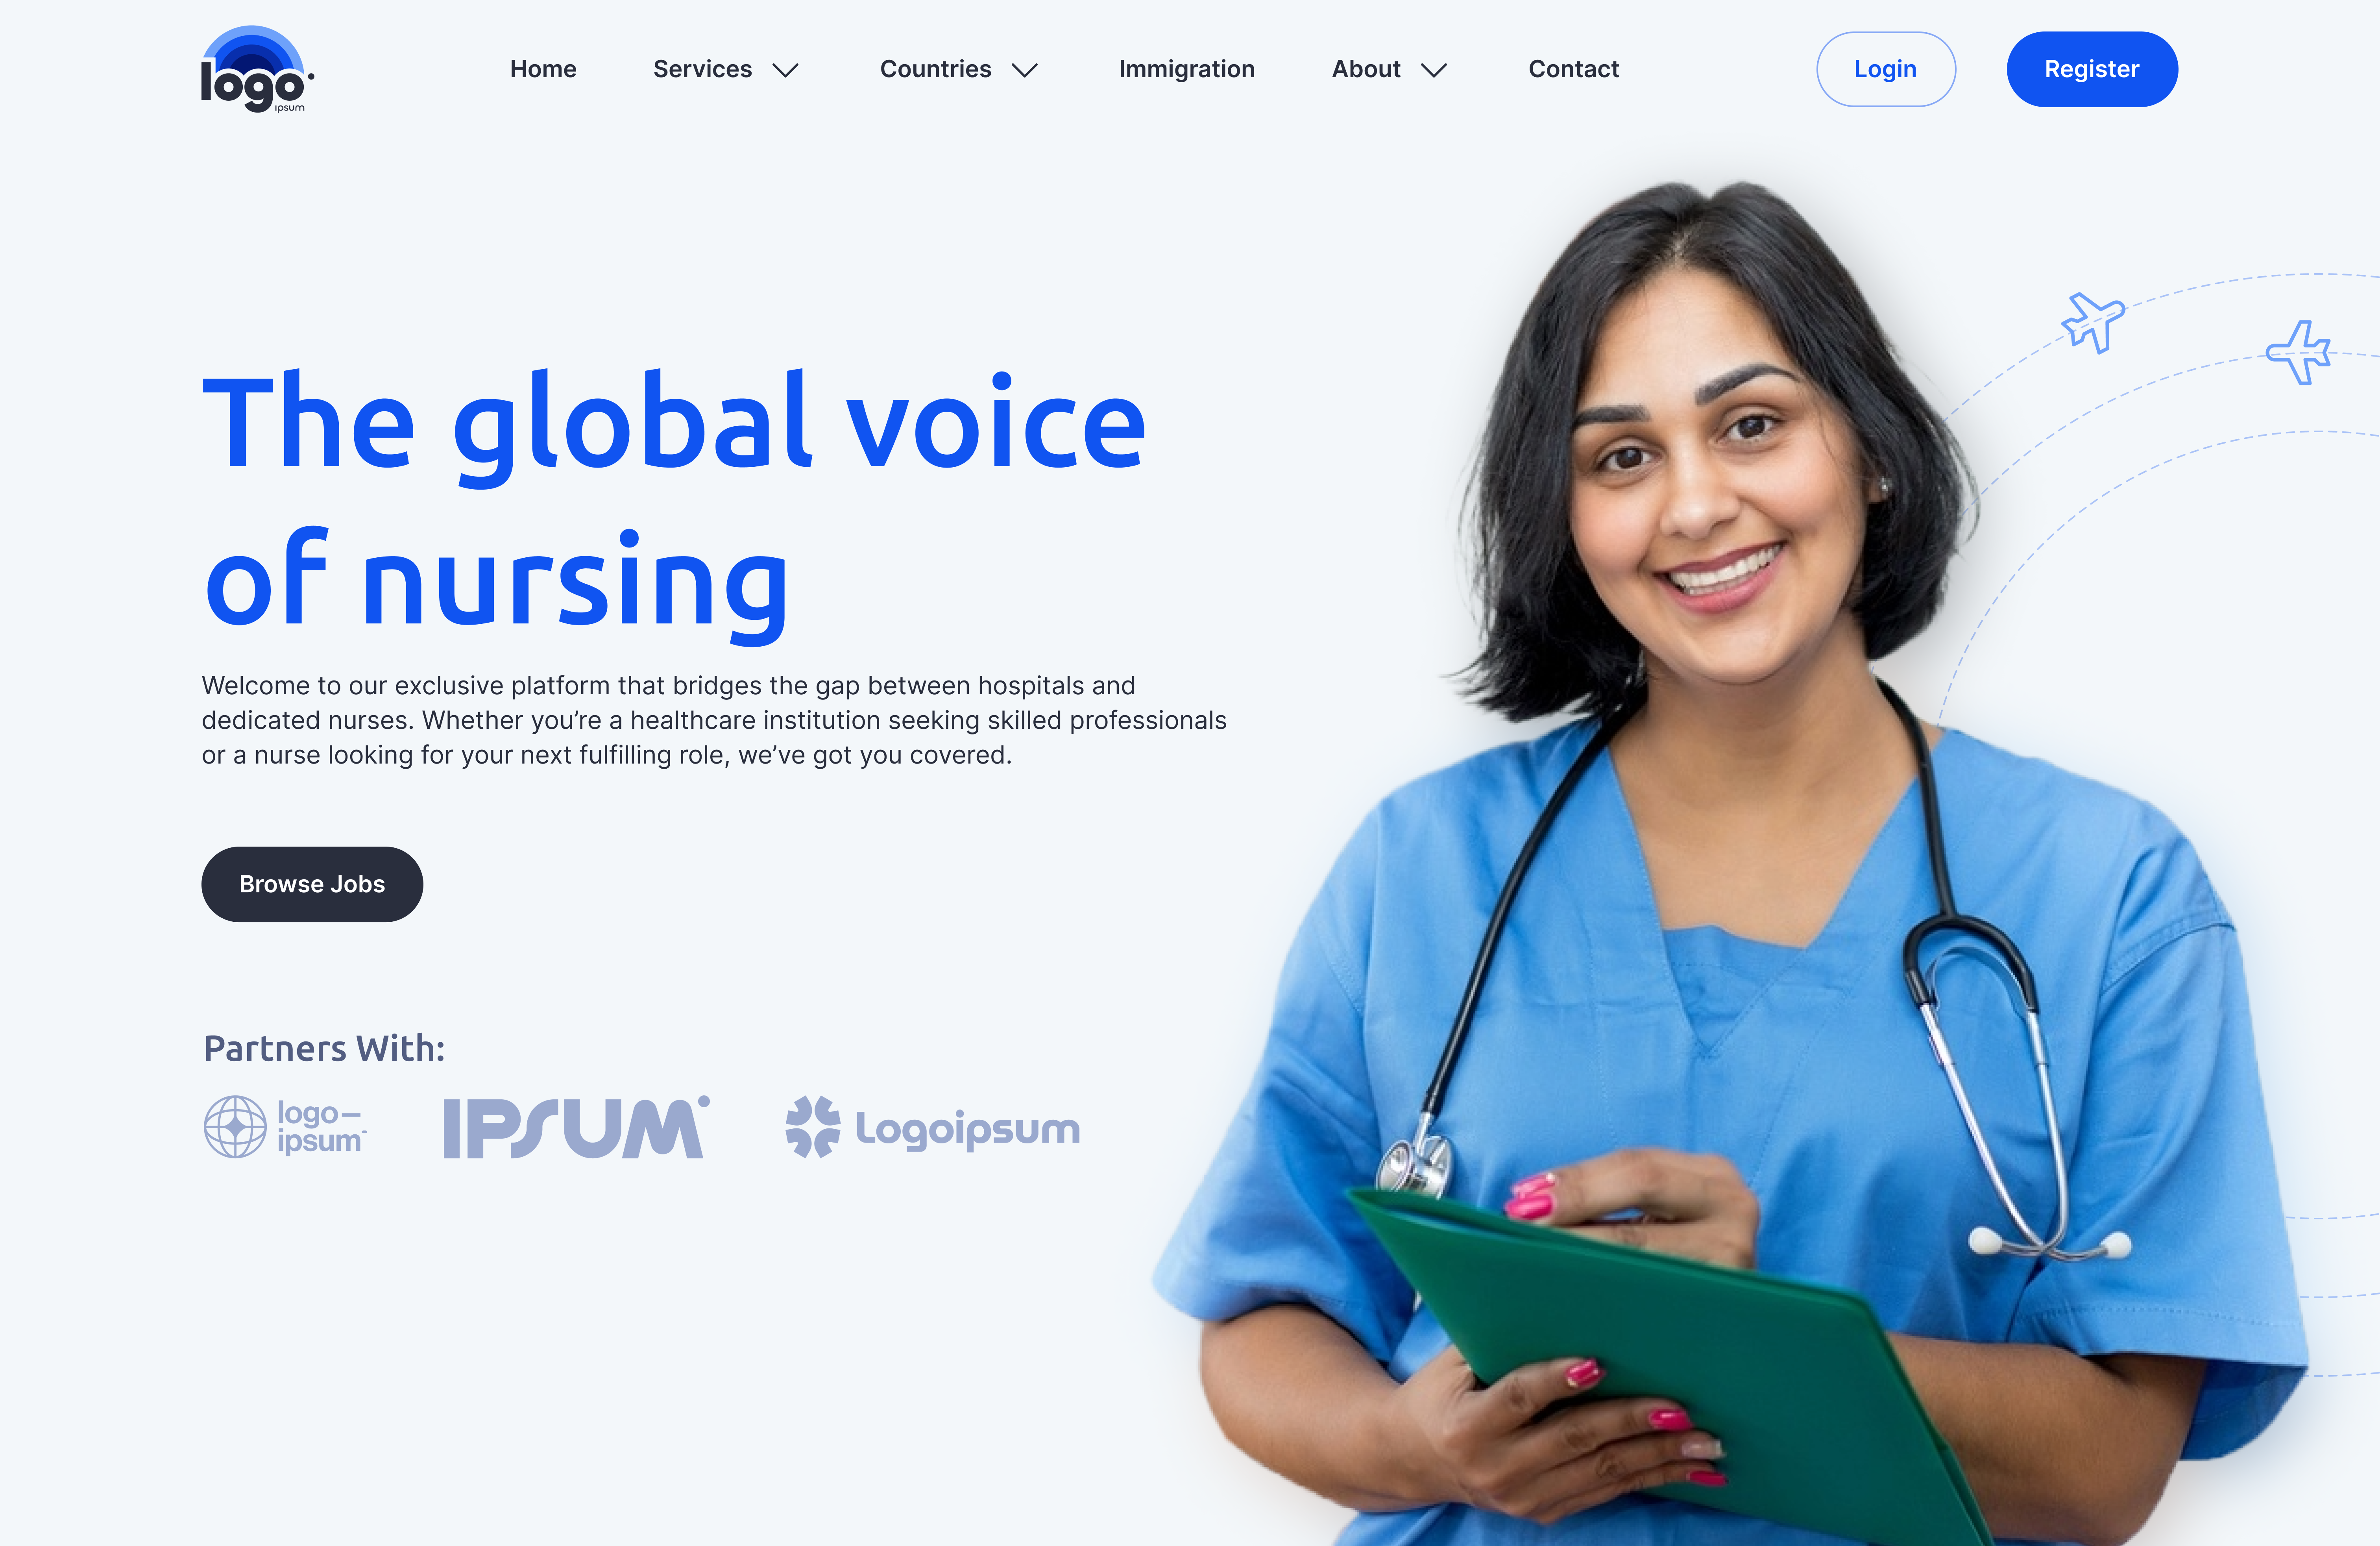 logo
ipsum
Home Services Countries Immigration About Contact Login Register
The global voice
of nursing
Welcome to our exclusive platform that bridges the gap between hospitals and
dedicated nurses. Whether you’re a healthcare institution seeking skilled professionals
or a nurse looking for your next fulfilling role, we’ve got you covered.
Browse Jobs
Partners With:
logo—
ipsum
IPSUM
Logoipsum